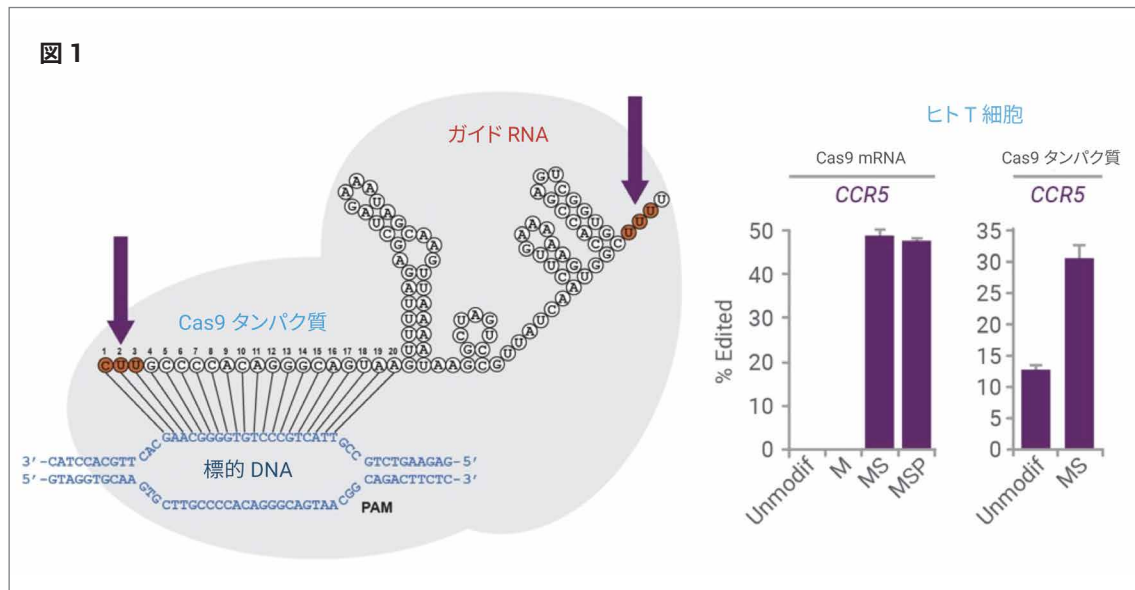 図 1
ガイド RNA
Cas9 タンパク質
1 2 3 4 5 6 7 8 9 10 11 12 13 14 15 16 17 18 19 20
CUUGCCCCACAGGGCAGUAA
3'-CATCCACGTT CAC GAACGGGGTGTCCCGTCATT GCC GTCTGAAGAG-5'
標的 DNA
5'-GTAGGTGCAA GTG CTTGCCCCACAGGGCAGTAA CGG CAGACTTCTC-3'
PAM
ヒト T 細胞
Cas9 mRNA
CCR5
% Edited
50
40
30
20
10
0
Unmodif
M
MS
MSP
Cas9 タンパク質
CCR5
35
30
25
20
15
10
5
0
Unmodif
MS